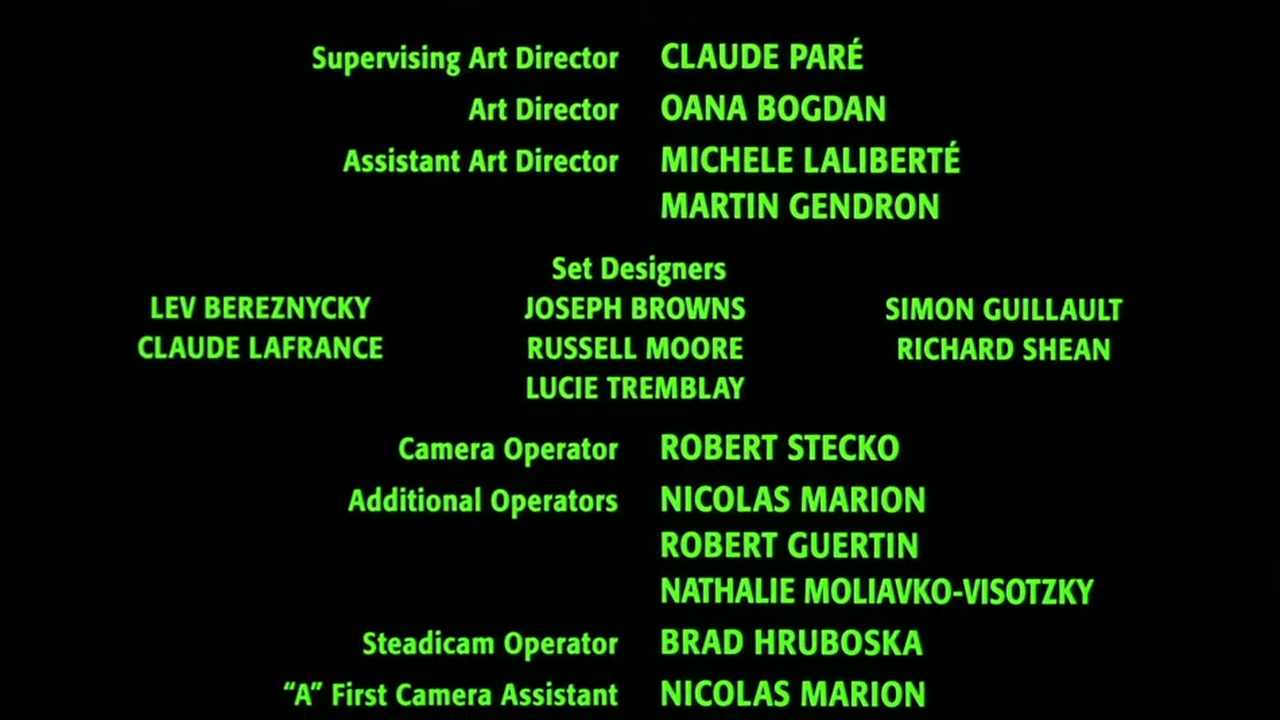 Supervising Art Director CLAUDE PARÉ
Art Director OANA BOGDAN
Assistant Art Director MICHELE LALIBERTÉ
MARTIN GENDRON
Set Designers
LEV BEREZNYCKY JOSEPH BROWNS SIMON GUILLAULT
CLAUDE LAFRANCE RUSSELL MOORE RICHARD SHEAN
LUCIE TREMBLAY
Camera Operator ROBERT STECKO
Additional Operators NICOLAS MARION
ROBERT GUERTIN
NATHALIE MOLIAVKO-VISOTZKY
Steadicam Operator BRAD HRUBOSKA
“A” First Camera Assistant NICOLAS MARION